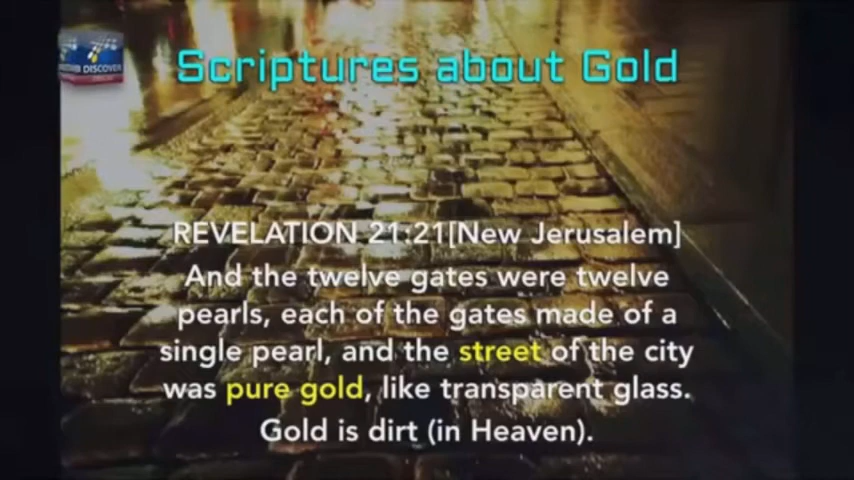 DISCOVER
Scriptures about Gold
REVELATION 21:21[New Jerusalem]
And the twelve gates were twelve
pearls, each of the gates made of a
single pearl, and the street of the city
was pure gold, like transparent glass.
Gold is dirt (in Heaven).